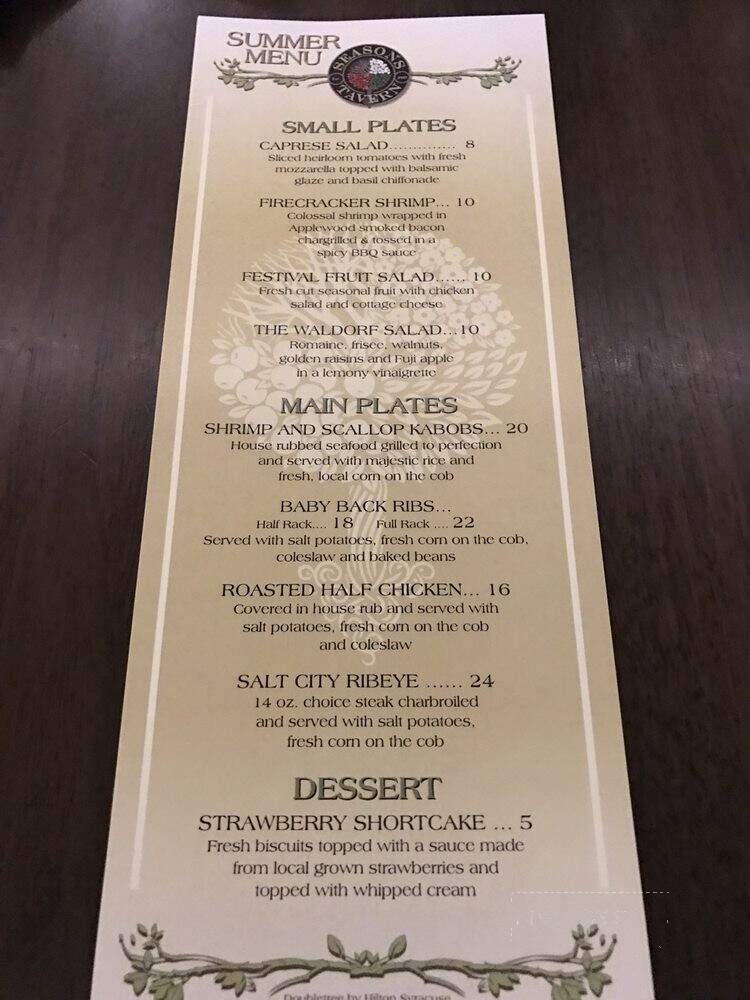 SUMMER
MENU
SEASONS
TAVERN
SMALL PLATES
CAPRESE SALAD.............. 8
Sliced heirloom tomatoes with fresh
mozzarella topped with balsamic
glaze and basil chiffonade
FIRECRACKER SHRIMP... 10
Colossal shrimp wrapped in
Applewood smoked bacon
chargrilled & tossed in a
spicy BBQ sauce
FESTIVAL FRUIT SALAD...... 10
Fresh cut seasonal fruit with chicken
salad and cottage cheese
THE WALDORF SALAD...10
Romaine, frisee, walnuts,
golden raisins and Fuji apple
in a lemony vinaigrette
MAIN PLATES
SHRIMP AND SCALLOP KABOBS... 20
House rubbed seafood grilled to perfection
and served with majestic rice and
fresh, local corn on the cob
BABY BACK RIBS...
Half Rack.... 18 Full Rack .... 22
Served with salt potatoes, fresh corn on the cob,
coleslaw and baked beans
ROASTED HALF CHICKEN... 16
Covered in house rub and served with
salt potatoes, fresh corn on the cob
and coleslaw
SALT CITY RIBEYE ...... 24
14 oz. choice steak charbroiled
and served with salt potatoes,
fresh corn on the cob
DESSERT
STRAWBERRY SHORTCAKE ... 5
Fresh biscuits topped with a sauce made
from local grown strawberries and
topped with whipped cream
Doubletree by Hilton Syracuse